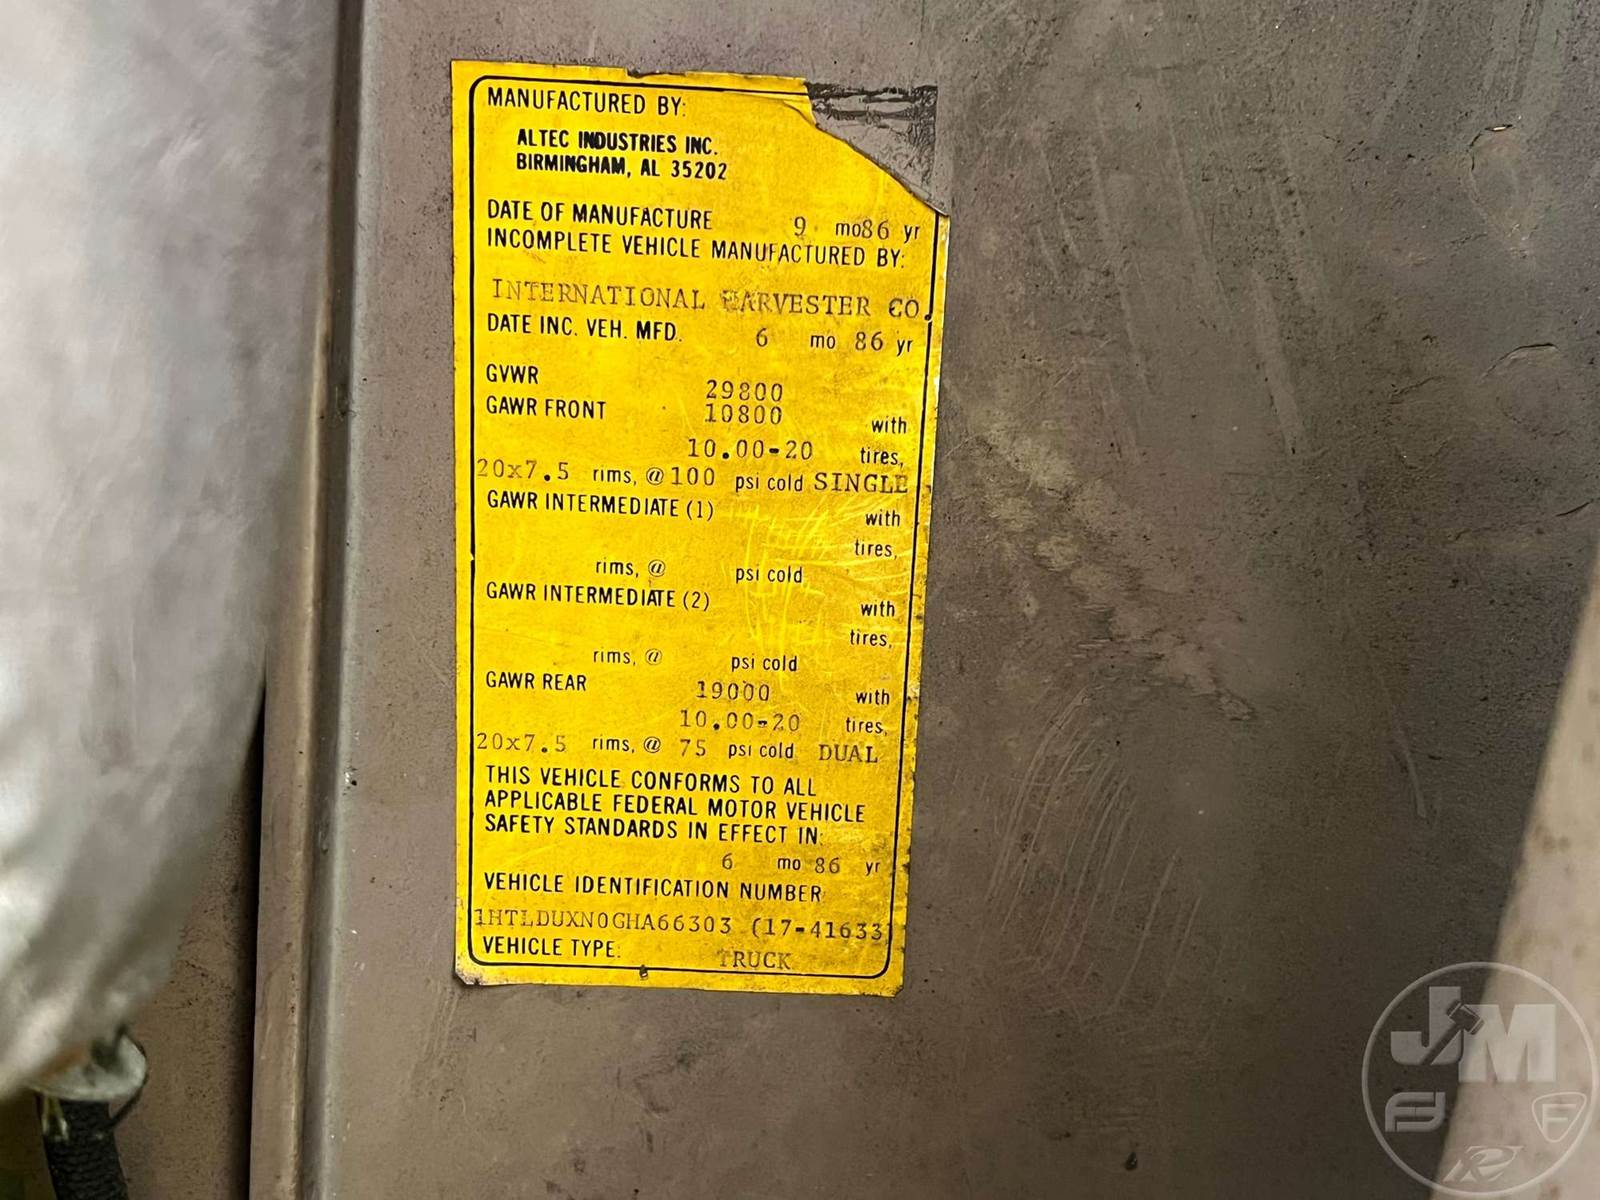 MANUFACTURED BY:
ALTEC INDUSTRIES INC.
BIRMINGHAM, AL 35202
DATE OF MANUFACTURE 9 mo 86 yr
INCOMPLETE VEHICLE MANUFACTURED BY:
INTERNATIONAL HARVESTER CO.
DATE INC. VEH. MFD. 6 mo 86 yr
GVWR 29800
GAWR FRONT 10800 with
10.00-20 tires,
20x7.5 rims, @ 100 psi cold SINGLE
GAWR INTERMEDIATE (1) with
tires,
rims, @ psi cold
GAWR INTERMEDIATE (2) with
tires,
rims, @ psi cold
GAWR REAR 19000 with
10.00-20 tires,
20x7.5 rims, @ 75 psi cold DUAL
THIS VEHICLE CONFORMS TO ALL
APPLICABLE FEDERAL MOTOR VEHICLE
SAFETY STANDARDS IN EFFECT IN:
6 mo 86 yr
VEHICLE IDENTIFICATION NUMBER:
1HTLDUXN0GHA66303 (17-41633)
VEHICLE TYPE: TRUCK
JM